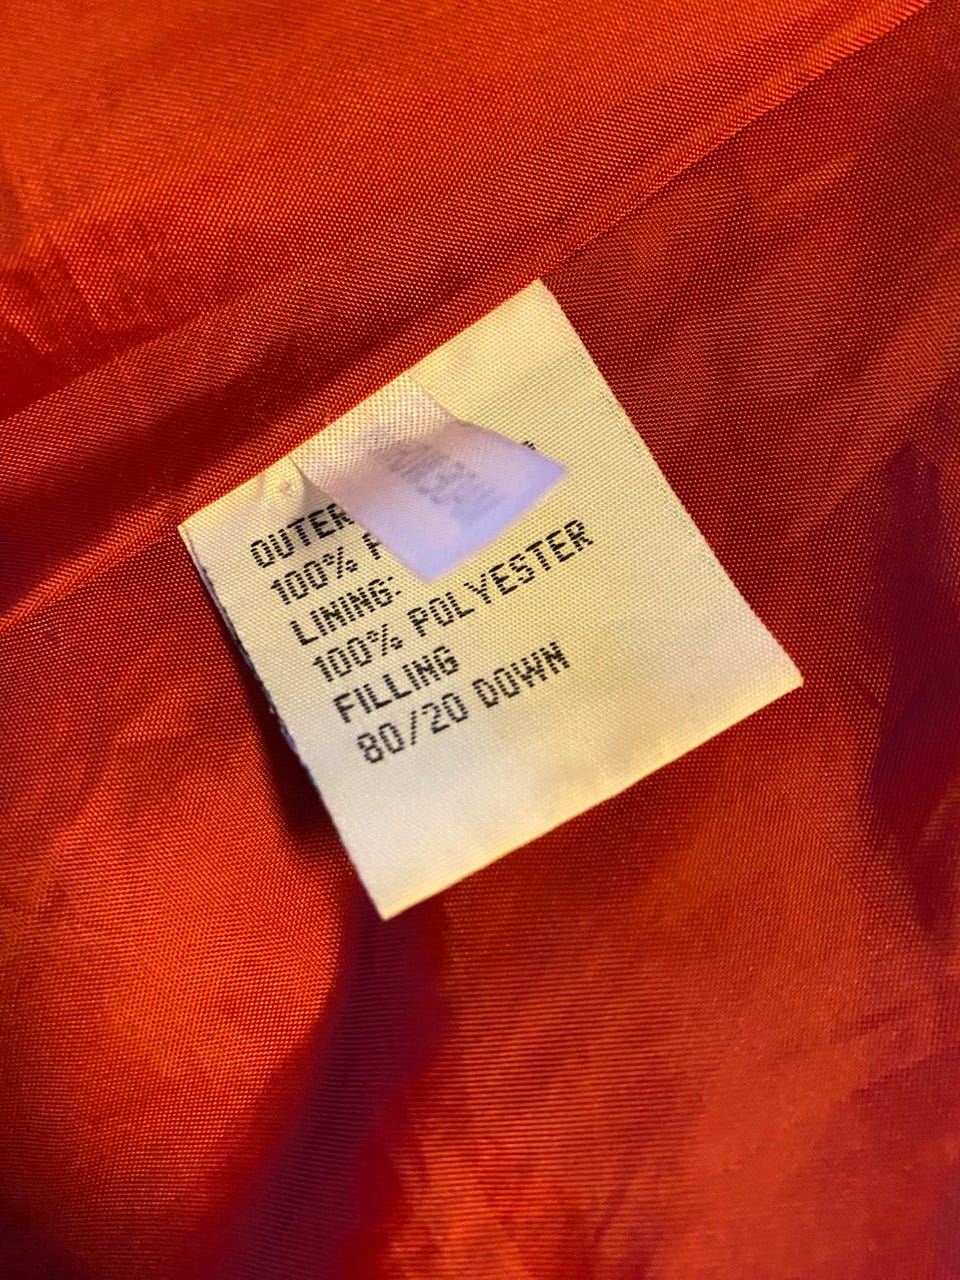 OUTER
100%
LINING:
100% POLYESTER
FILLING
80/20 DOWN